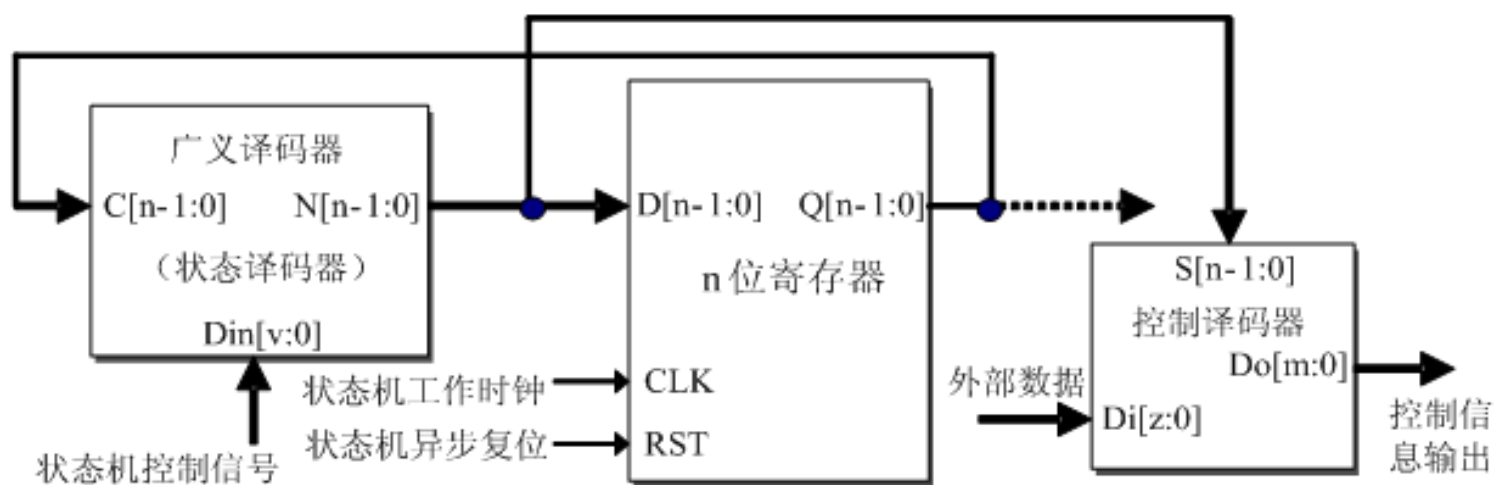 广义译码器
C[n-1:0]
N[n-1:0]
（状态译码器）
Din[v:0]
状态机控制信号
D[n-1:0]
Q[n-1:0]
n 位寄存器
状态机工作时钟
CLK
状态机异步复位
RST
S[n-1:0]
控制译码器
Do[m:0]
外部数据
Di[z:0]
控制信
息输出